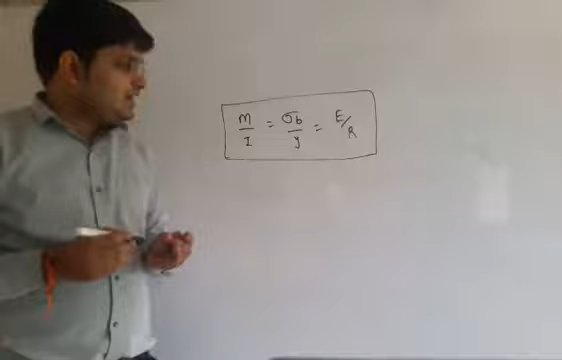 m/I = σb/y = E/R